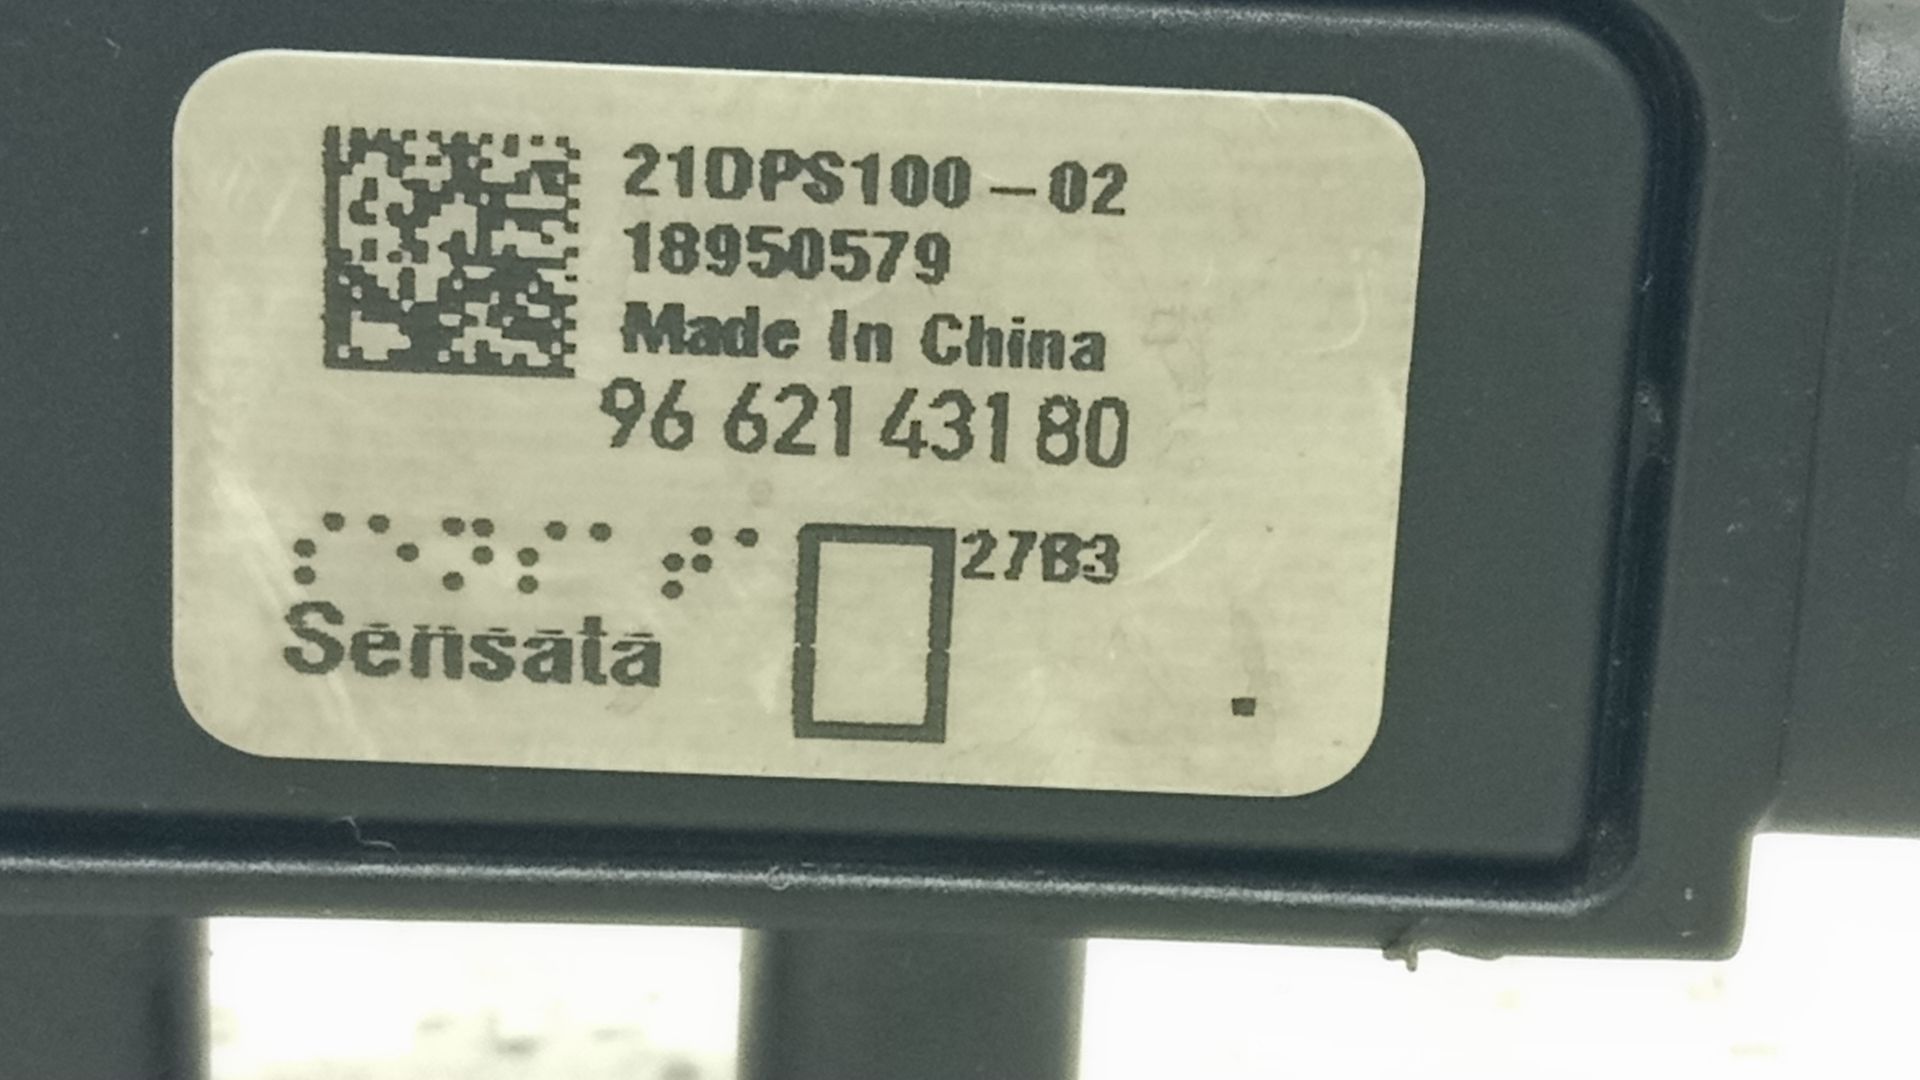 21DPS100-02
18950579
Made In China
96 621 431 80
27B3
Sensata